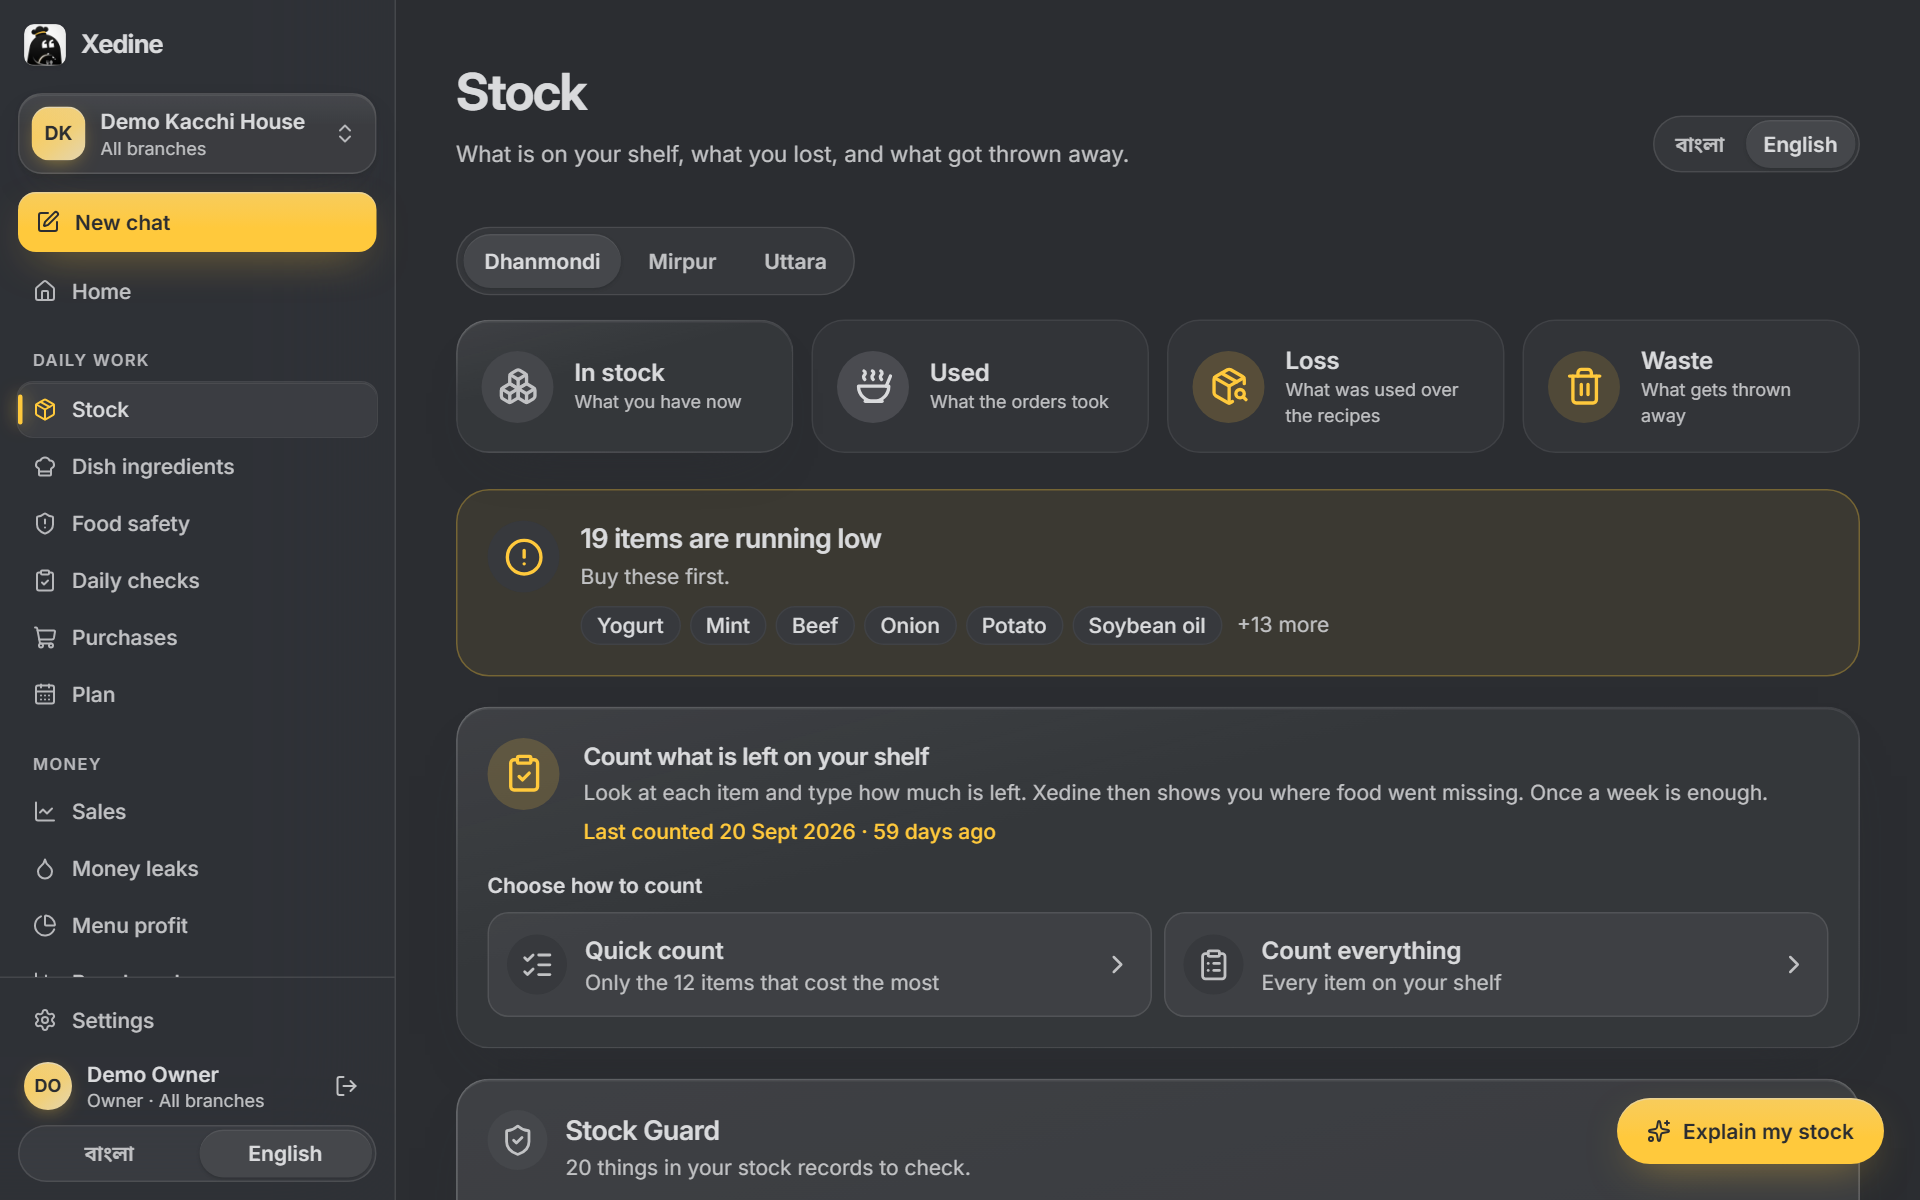 Xedine
DK
Demo Kacchi House
All branches
New chat
Home
DAILY WORK
Stock
Dish ingredients
Food safety
Daily checks
Purchases
Plan
MONEY
Sales
Money leaks
Menu profit
Settings
DO
Demo Owner
Owner · All branches
বাংলা English
Stock
What is on your shelf, what you lost, and what got thrown away.
বাংলা English
Dhanmondi Mirpur Uttara
In stock
What you have now
Used
What the orders took
Loss
What was used over
the recipes
Waste
What gets thrown
away
19 items are running low
Buy these first.
Yogurt Mint Beef Onion Potato Soybean oil +13 more
Count what is left on your shelf
Look at each item and type how much is left. Xedine then shows you where food went missing. Once a week is enough.
Last counted 20 Sept 2026 · 59 days ago
Choose how to count
Quick count
Only the 12 items that cost the most
Count everything
Every item on your shelf
Stock Guard
20 things in your stock records to check.
Explain my stock